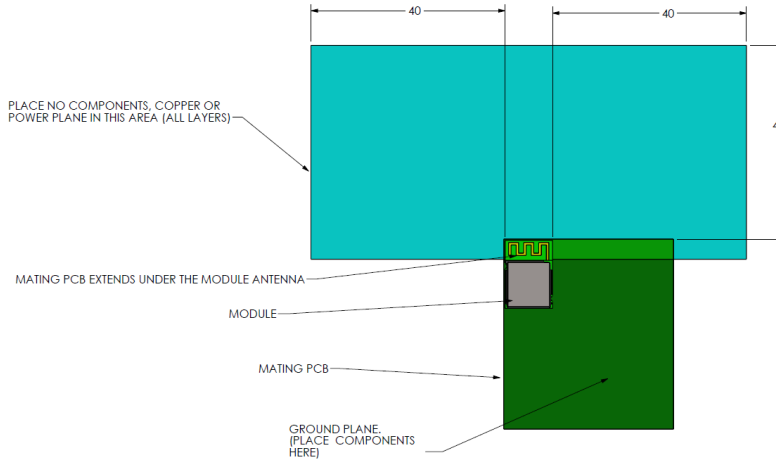 40
40
PLACE NO COMPONENTS, COPPER OR
POWER PLANE IN THIS AREA (ALL LAYERS)
MATING PCB EXTENDS UNDER THE MODULE ANTENNA
MODULE
MATING PCB
GROUND PLANE.
(PLACE COMPONENTS
HERE)